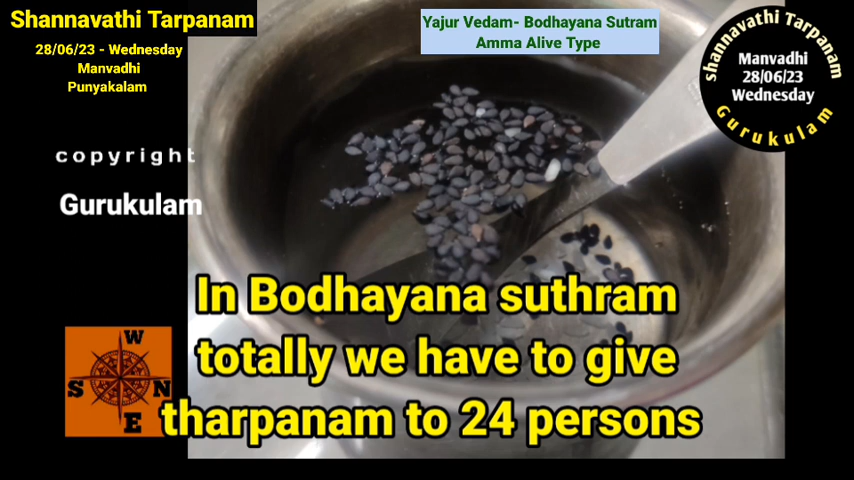 Shannavathi Tarpanam
28/06/23 - Wednesday
Manvadhi
Punyakalam
Yajur Vedam- Bodhayana Sutram
Amma Alive Type
shannavathi Tarpanam
Manvadhi
28/06/23
Wednesday
Gurukulam
copyright
Gurukulam
In Bodhayana suthram
totally we have to give
tharpanam to 24 persons
W
S N
E